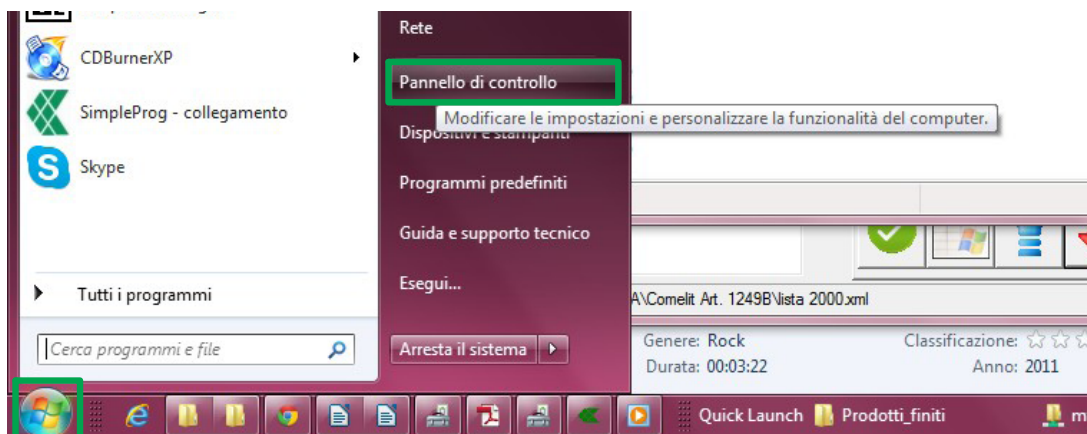 Rete
CDBurnerXP
Pannello di controllo
SimpleProg - collegamento
Modificare le impostazioni e personalizzare la funzionalità del computer.
Dispositivi e stampanti
Skype
Programmi predefiniti
Guida e supporto tecnico
Esegui...
Tutti i programmi
A\Comelit Art. 1249B\lista 2000.xml
Cerca programmi e file
Arresta il sistema
Genere: Rock
Classificazione:
Durata: 00:03:22
Anno: 2011
Quick Launch
Prodotti_finiti
m